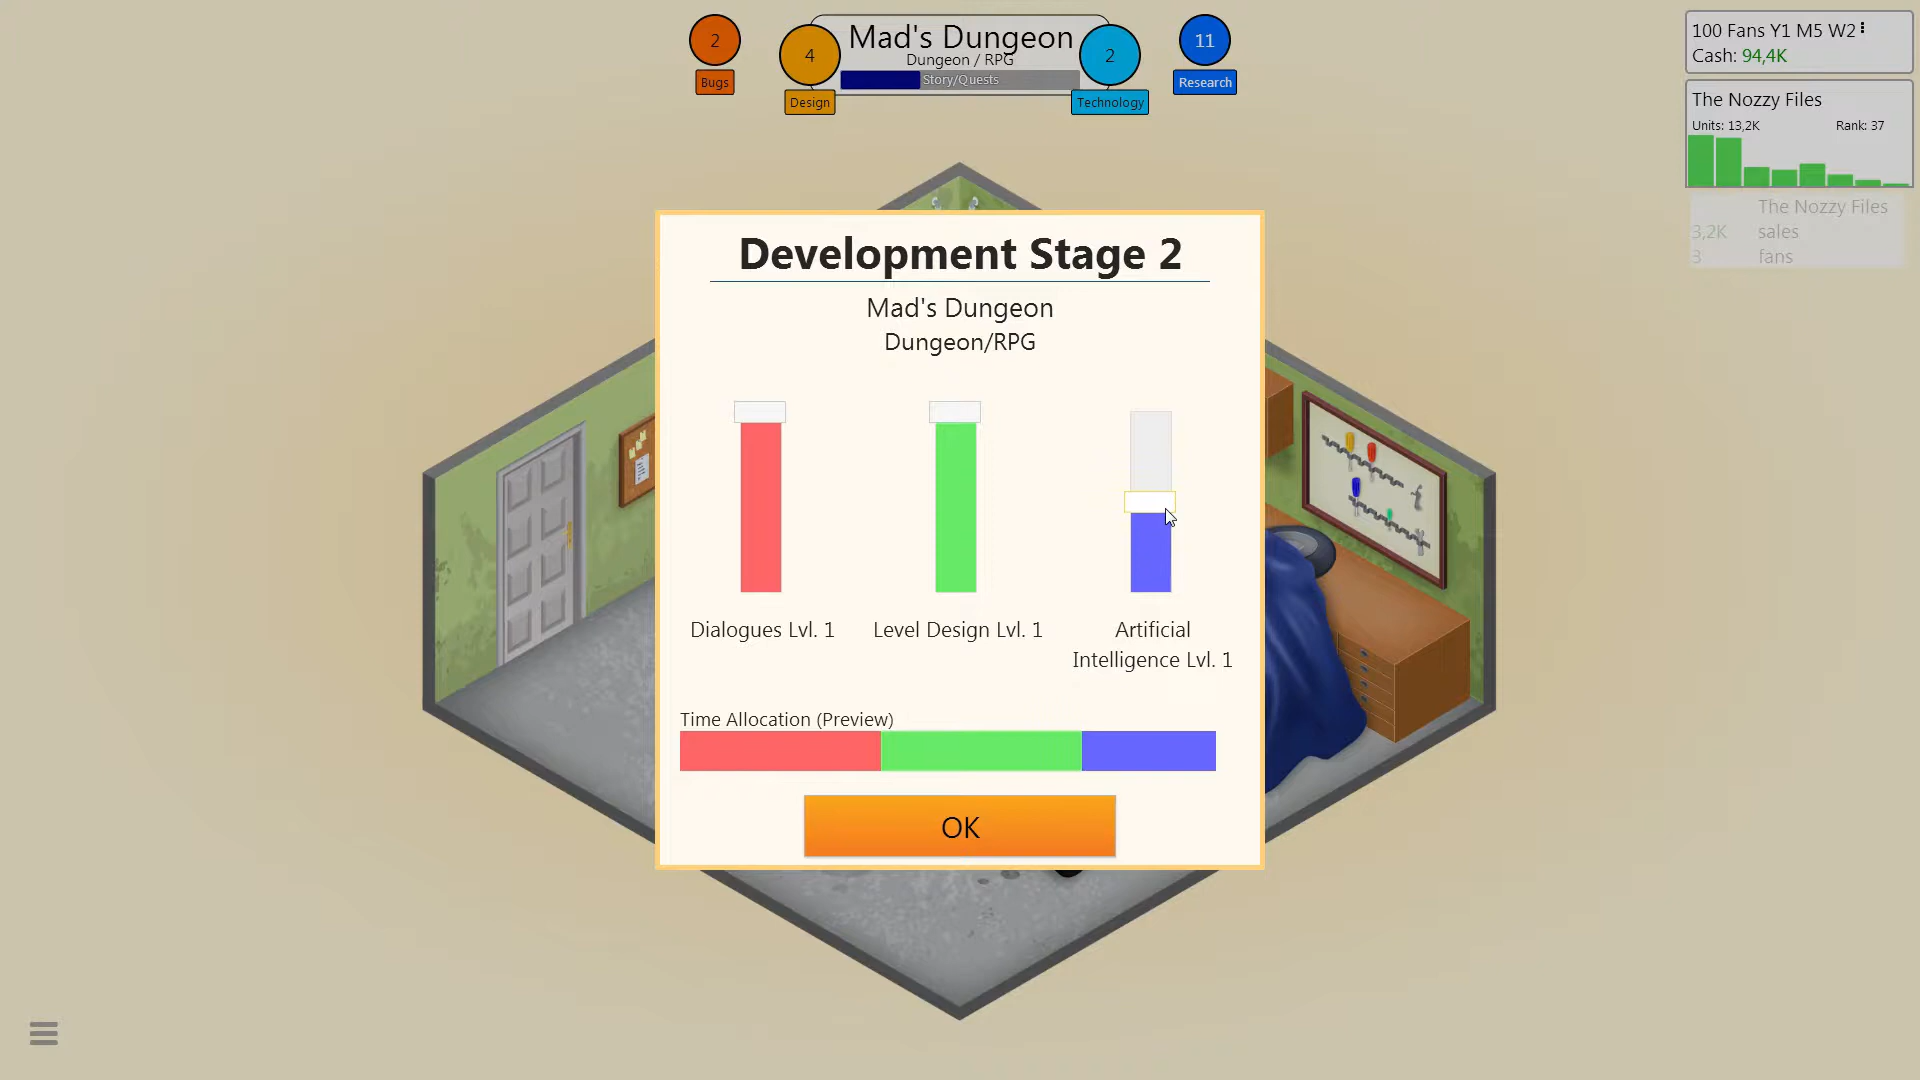 2
Bugs
4
Design
Mad's Dungeon
Dungeon / RPG
Story/Quests
2
Technology
11
Research
100 Fans Y1 M5 W2
Cash: 94,4K
The Nozzy Files
Units: 13,2K Rank: 37
The Nozzy Files
3,2K sales
3 fans
Development Stage 2
Mad's Dungeon
Dungeon/RPG
Dialogues Lvl. 1
Level Design Lvl. 1
Artificial
Intelligence Lvl. 1
Time Allocation (Preview)
OK